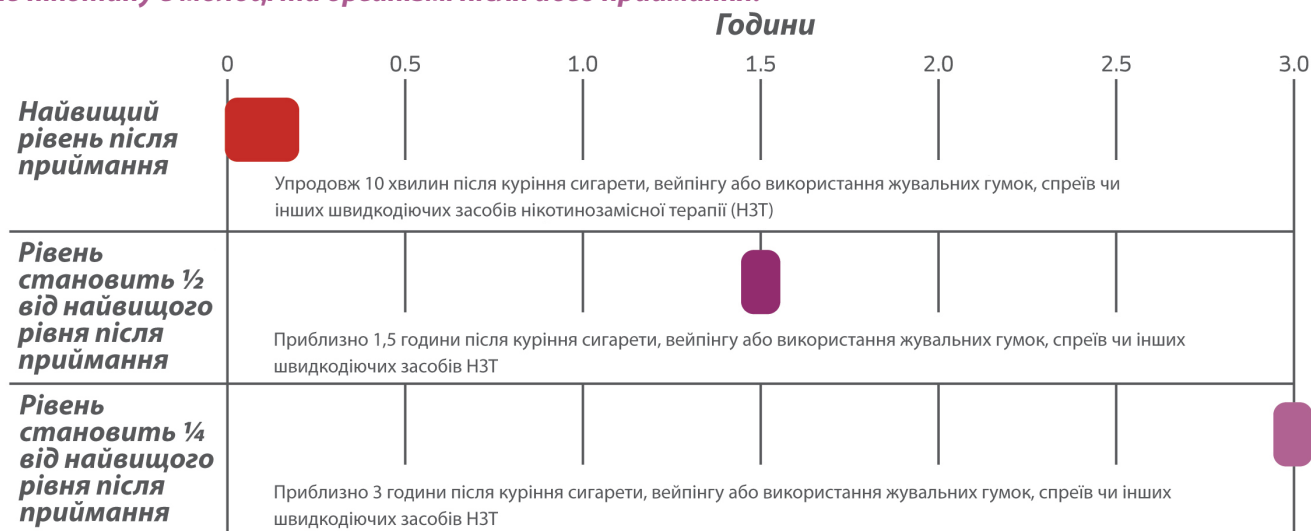 після його приймання.
Години
0 0.5 1.0 1.5 2.0 2.5 3.0
Найвищий
рівень після
приймання
Упродовж 10 хвилин після куріння сигарети, вейпінгу або використання жувальних гумок, спреїв чи
інших швидкодіючих засобів нікотинозамісної терапії (НЗТ)
Рівень
становить ½
від найвищого
рівня після
приймання
Приблизно 1,5 години після куріння сигарети, вейпінгу або використання жувальних гумок, спреїв чи інших
швидкодіючих засобів НЗТ
Рівень
становить ¼
від найвищого
рівня після
приймання
Приблизно 3 години після куріння сигарети, вейпінгу або використання жувальних гумок, спреїв чи інших
швидкодіючих засобів НЗТ